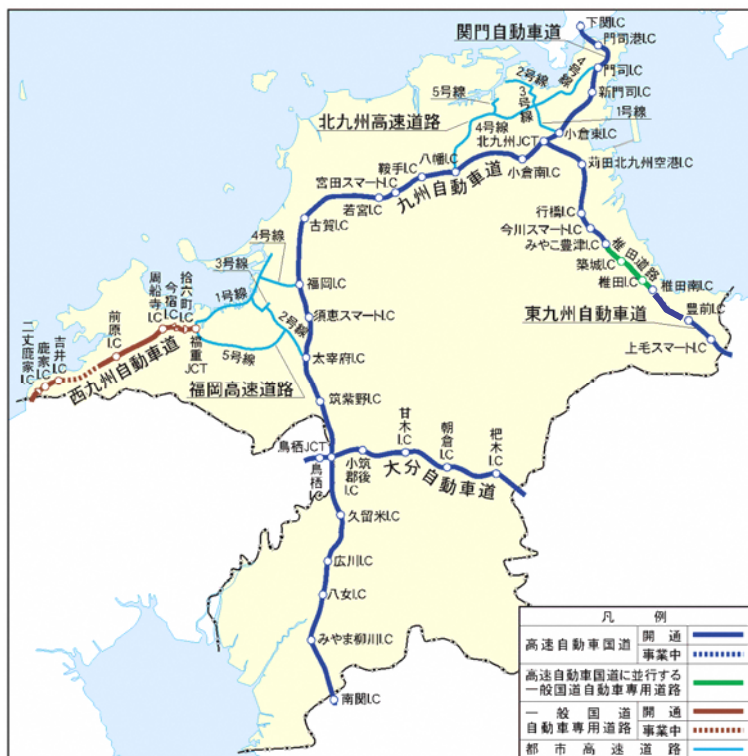 関門自動車道
下関I.C
門司港I.C
門司I.C
新門司I.C
2号線
4号線
3号線
5号線
1号線
北九州高速道路
4号線
北九州JCT
小倉東I.C
八幡I.C
鞍手I.C
小倉南I.C
苅田北九州空港I.C
宮田スマートI.C
九州自動車道
若宮I.C
古賀I.C
行橋I.C
今川スマートI.C
みやこ豊津I.C
椎田道路
築城I.C
椎田I.C
椎田南I.C
4号線
3号線
福岡I.C
拾六町I.C
今宿I.C
周船寺I.C
1号線
東九州自動車道
豊前I.C
須恵スマートI.C
上毛スマートI.C
前原I.C
2号線
吉井I.C
鹿家I.C
二丈鹿家I.C
福重JCT
5号線
太宰府I.C
西九州自動車道
福岡高速道路
筑紫野I.C
甘木I.C
朝倉I.C
杷木I.C
鳥栖JCT
鳥栖I.C
筑後小郡I.C
大分自動車道
久留米I.C
広川I.C
八女I.C
みやま柳川I.C
南関I.C
凡例
高速自動車国道
開通
事業中
高速自動車国道に並行する
一般国道自動車専用道路
一般国道
自動車専用道路
開通
事業中
都市高速道路